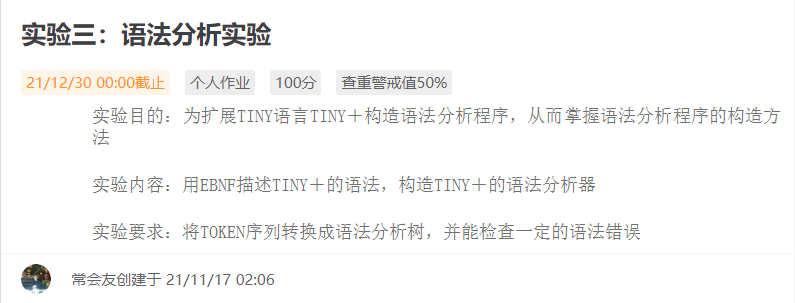 实验三：语法分析实验
21/12/30 00:00截止 个人作业 100分 查重警戒值50%
实验目的：为扩展TINY语言TINY＋构造语法分析程序，从而掌握语法分析程序的构造方
法
实验内容：用EBNF描述TINY＋的语法，构造TINY＋的语法分析器
实验要求：将TOKEN序列转换成语法分析树，并能检查一定的语法错误
常会友创建于 21/11/17 02:06